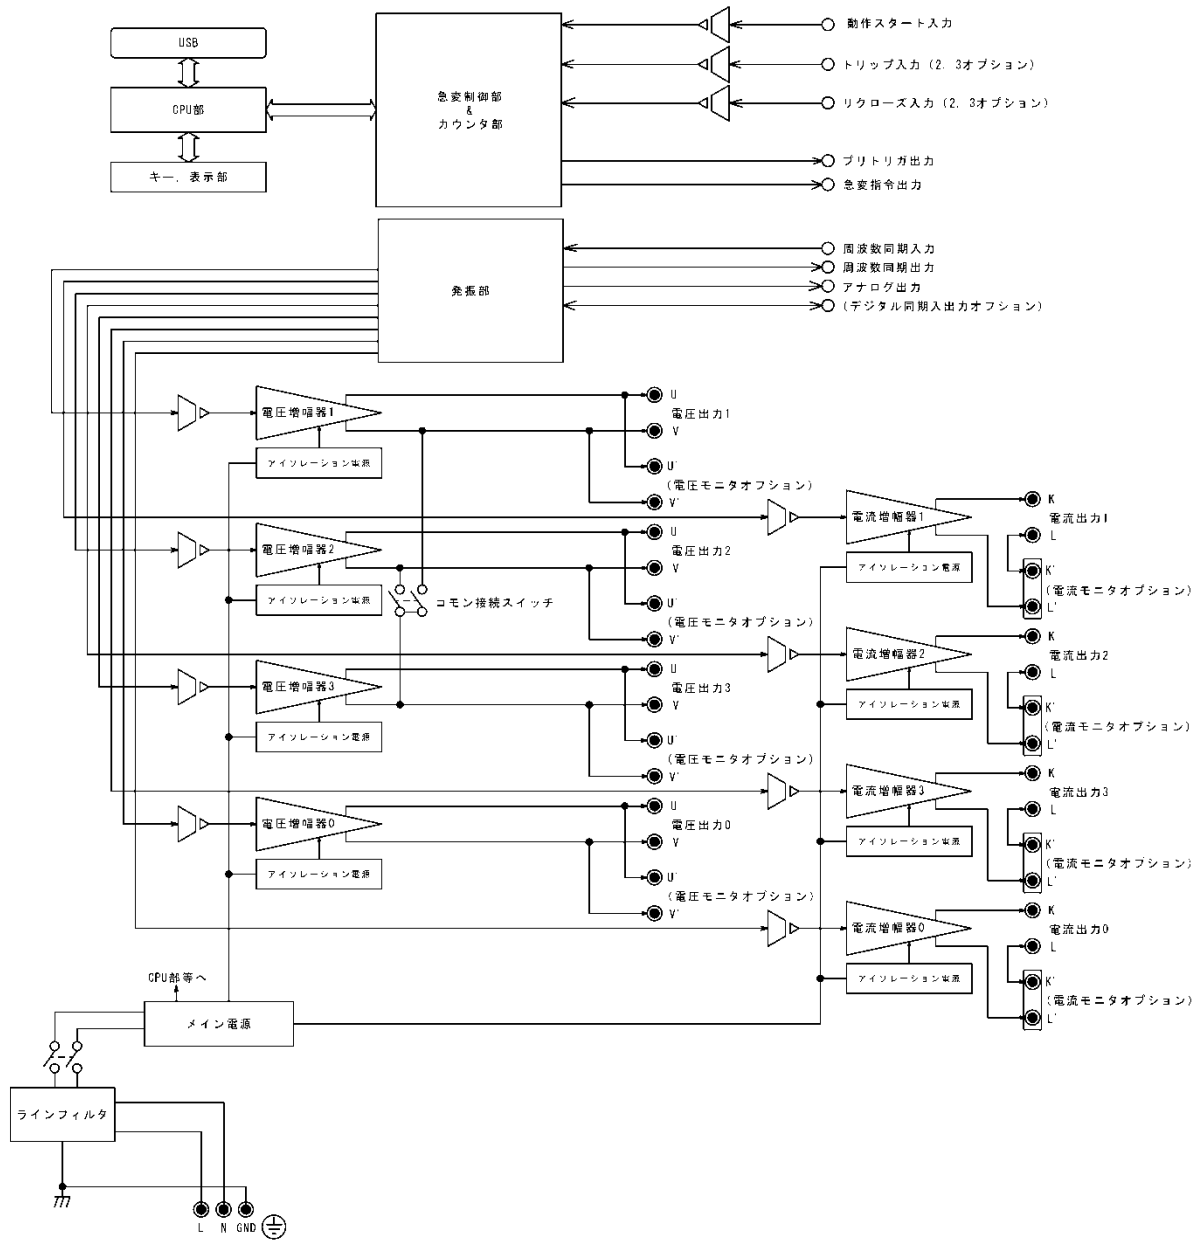 USB
CPU部
キー、表示部
急変制御部
&
カウンタ部
動作スタート入力
トリップ入力（2，3オプション）
リクローズ入力（2，3オプション）
プリトリガ出力
急変指令出力
発振部
周波数同期入力
周波数同期出力
アナログ出力
(デジタル同期入出力オプション)
電圧増幅器1
アイソレーション電源
U
電圧出力1
V
U'
(電圧モニタオプション)
V'
電圧増幅器2
アイソレーション電源
U
電圧出力2
V
U'
(電圧モニタオプション)
V'
コモン接続スイッチ
電圧増幅器3
アイソレーション電源
U
電圧出力3
V
U'
(電圧モニタオプション)
V'
電圧増幅器0
アイソレーション電源
U
電圧出力0
V
U'
(電圧モニタオプション)
V'
電流増幅器1
アイソレーション電源
K
電流出力1
L
K'
(電流モニタオプション)
L'
電流増幅器2
アイソレーション電源
K
電流出力2
L
K'
(電流モニタオプション)
L'
電流増幅器3
アイソレーション電源
K
電流出力3
L
K'
(電流モニタオプション)
L'
電流増幅器0
アイソレーション電源
K
電流出力0
L
K'
(電流モニタオプション)
L'
CPU部等へ
メイン電源
ラインフィルタ
L N GND